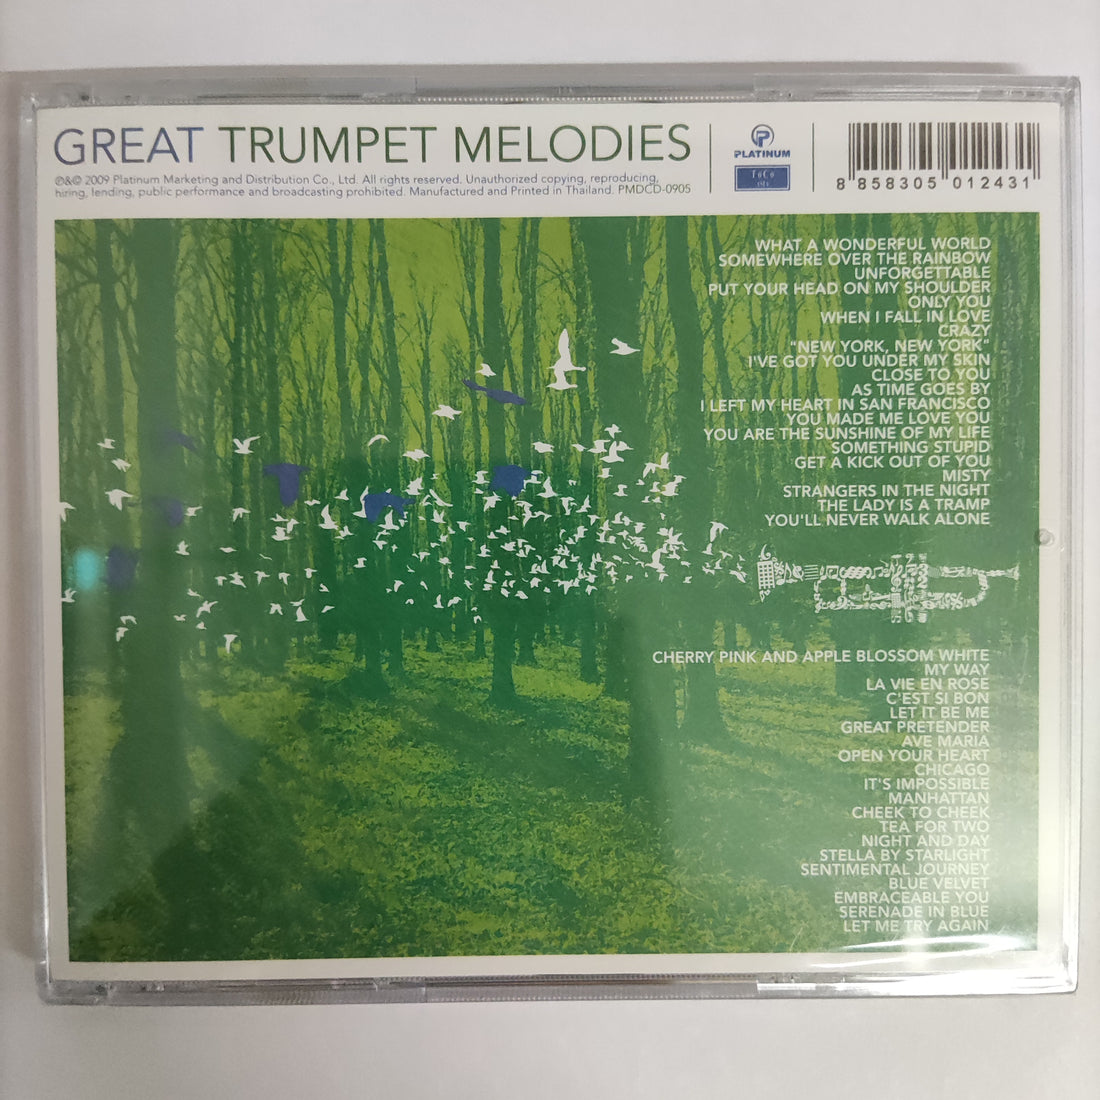 GREAT TRUMPET MELODIES
℗&© 2009 Platinum Marketing and Distribution Co., Ltd. All rights reserved. Unauthorized copying, reproducing,
hiring, lending, public performance and broadcasting prohibited. Manufactured and Printed in Thailand. PMDCD-0905
PLATINUM
8 858305 012431
WHAT A WONDERFUL WORLD
SOMEWHERE OVER THE RAINBOW
UNFORGETTABLE
PUT YOUR HEAD ON MY SHOULDER
ONLY YOU
WHEN I FALL IN LOVE
CRAZY
"NEW YORK, NEW YORK"
I'VE GOT YOU UNDER MY SKIN
CLOSE TO YOU
AS TIME GOES BY
I LEFT MY HEART IN SAN FRANCISCO
YOU MADE ME LOVE YOU
YOU ARE THE SUNSHINE OF MY LIFE
SOMETHING STUPID
GET A KICK OUT OF YOU
MISTY
STRANGERS IN THE NIGHT
THE LADY IS A TRAMP
YOU'LL NEVER WALK ALONE
CHERRY PINK AND APPLE BLOSSOM WHITE
MY WAY
LA VIE EN ROSE
C'EST SI BON
LET IT BE ME
GREAT PRETENDER
AVE MARIA
OPEN YOUR HEART
CHICAGO
IT'S IMPOSSIBLE
MANHATTAN
CHEEK TO CHEEK
TEA FOR TWO
NIGHT AND DAY
STELLA BY STARLIGHT
SENTIMENTAL JOURNEY
BLUE VELVET
EMBRACEABLE YOU
SERENADE IN BLUE
LET ME TRY AGAIN